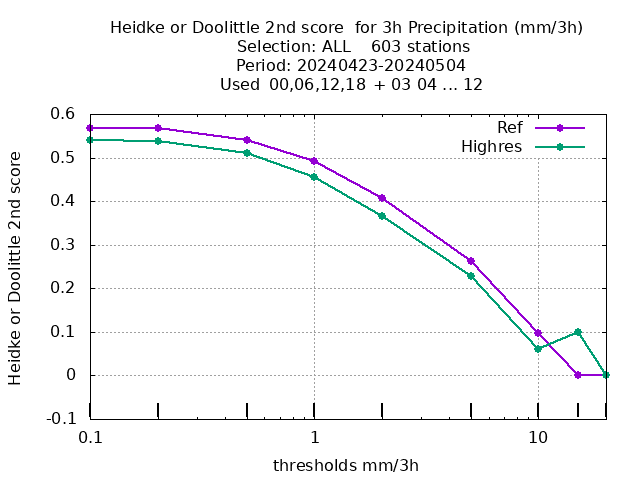 Heidke or Doolittle 2nd score  for 3h Precipitation (mm/3h)
Selection: ALL    603 stations
Period: 20240423-20240504
Used  00,06,12,18  + 03 04 ... 12
Ref
Highres
0.6
0.5
0.4
0.3
0.2
0.1
0
-0.1
Heidke or Doolittle 2nd score
0.1
1
10
thresholds mm/3h